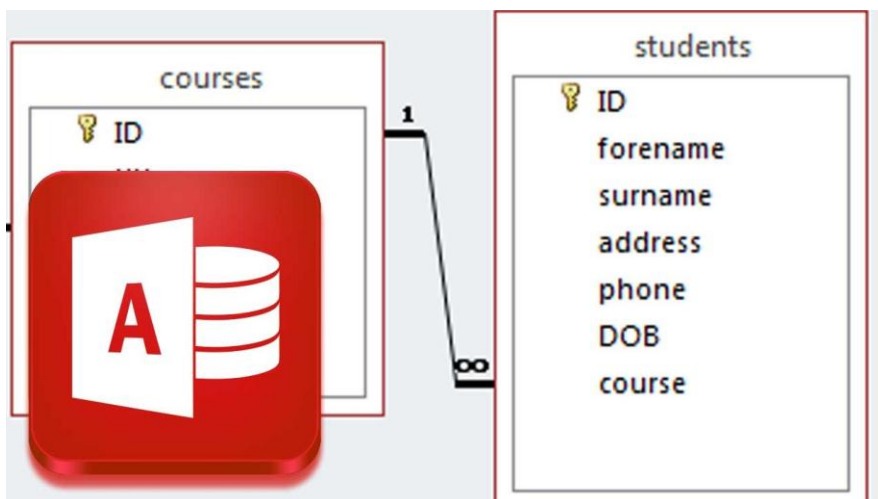 courses
ID
A
1
∞
students
ID
forename
surname
address
phone
DOB
course